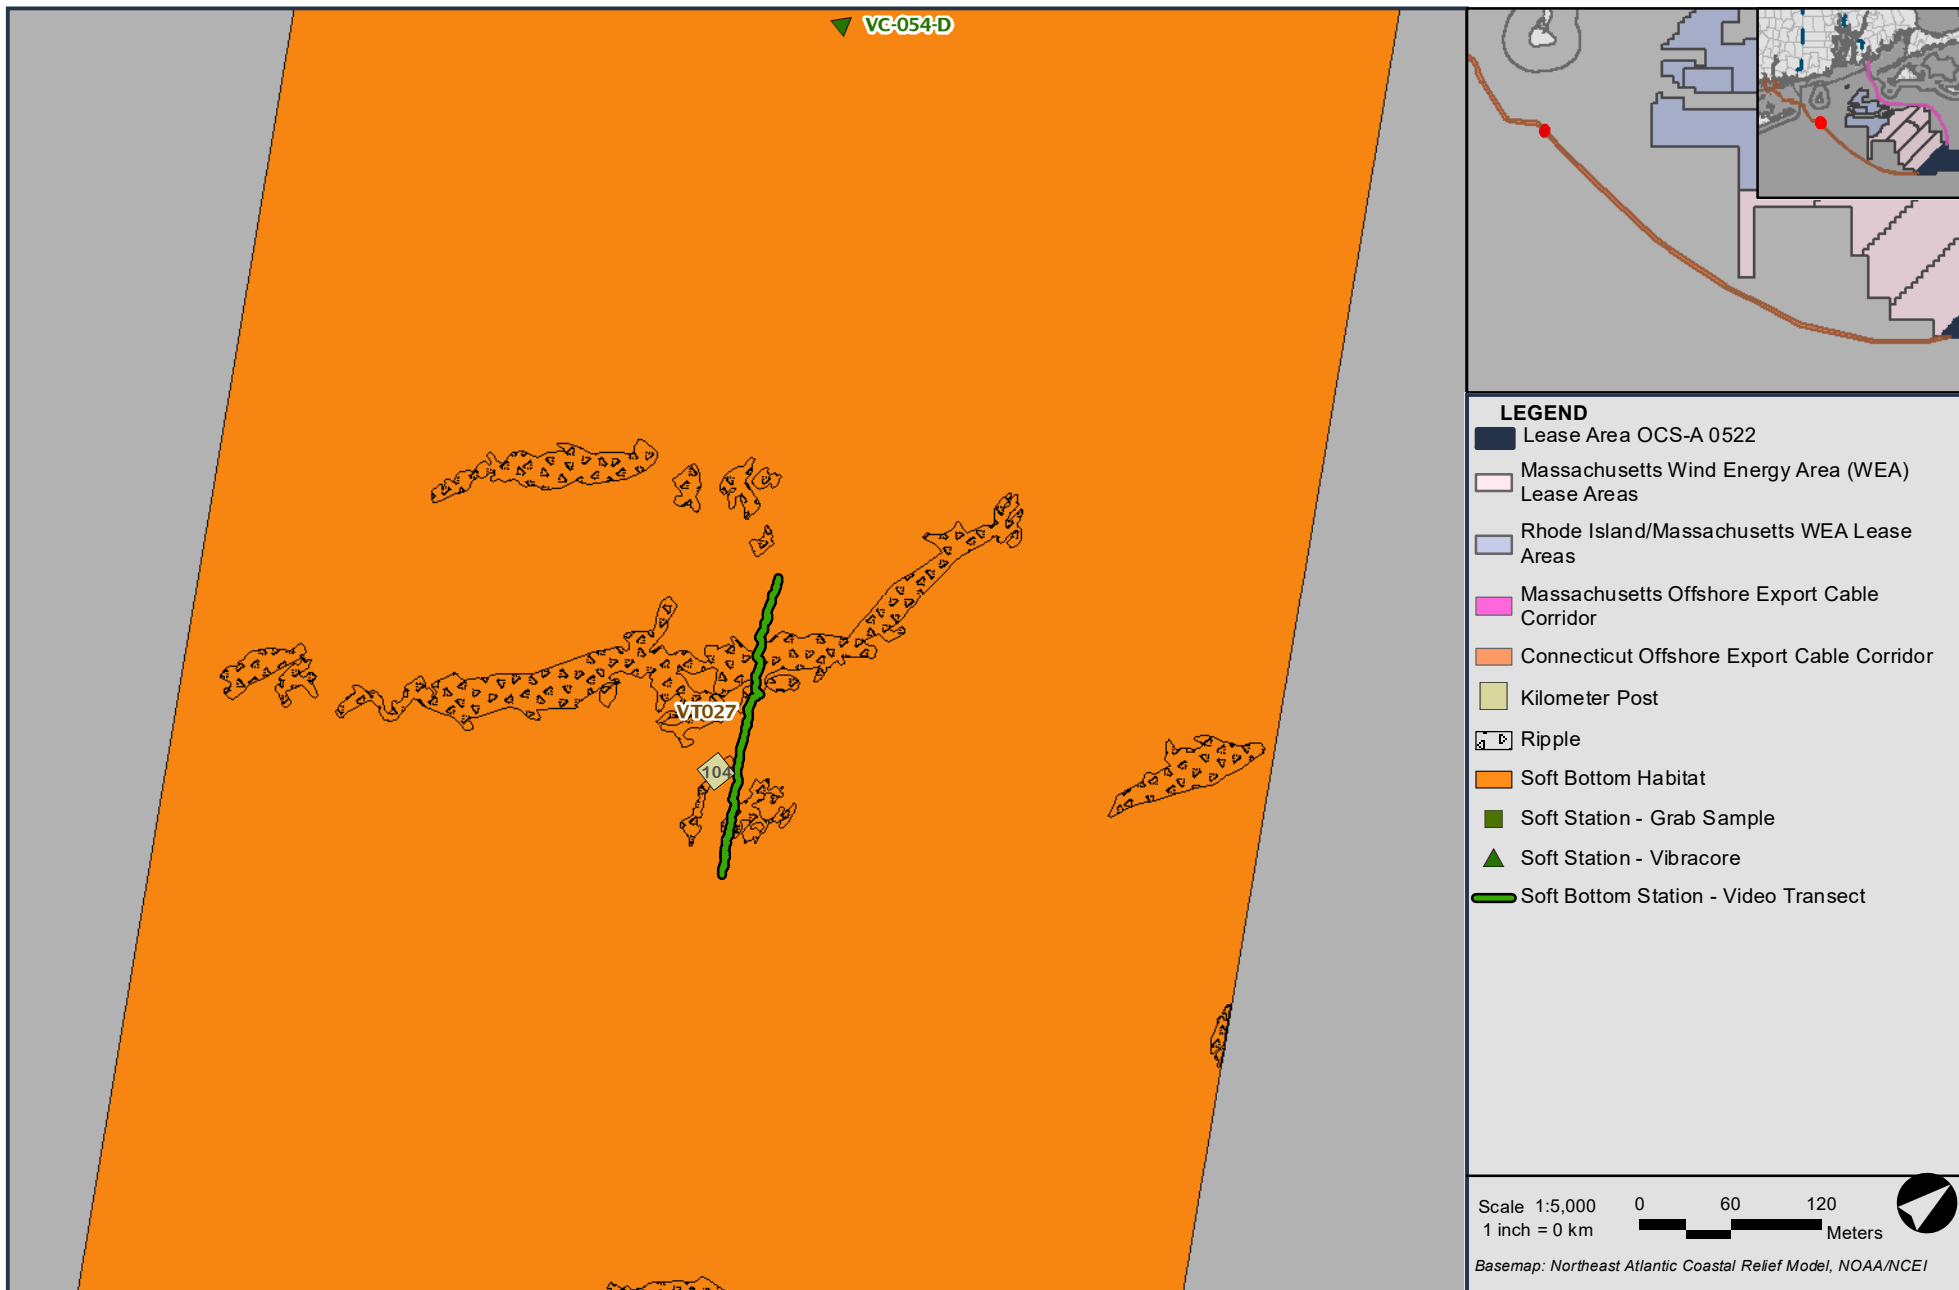 VC-054-D
VT027
104
LEGEND
Lease Area OCS-A 0522
Massachusetts Wind Energy Area (WEA)
Lease Areas
Rhode Island/Massachusetts WEA Lease
Areas
Massachusetts Offshore Export Cable
Corridor
Connecticut Offshore Export Cable Corridor
Kilometer Post
Ripple
Soft Bottom Habitat
Soft Station - Grab Sample
Soft Station - Vibracore
Soft Bottom Station - Video Transect
Scale 1:5,000
1 inch = 0 km
0 60 120
Meters
Basemap: Northeast Atlantic Coastal Relief Model, NOAA/NCEI